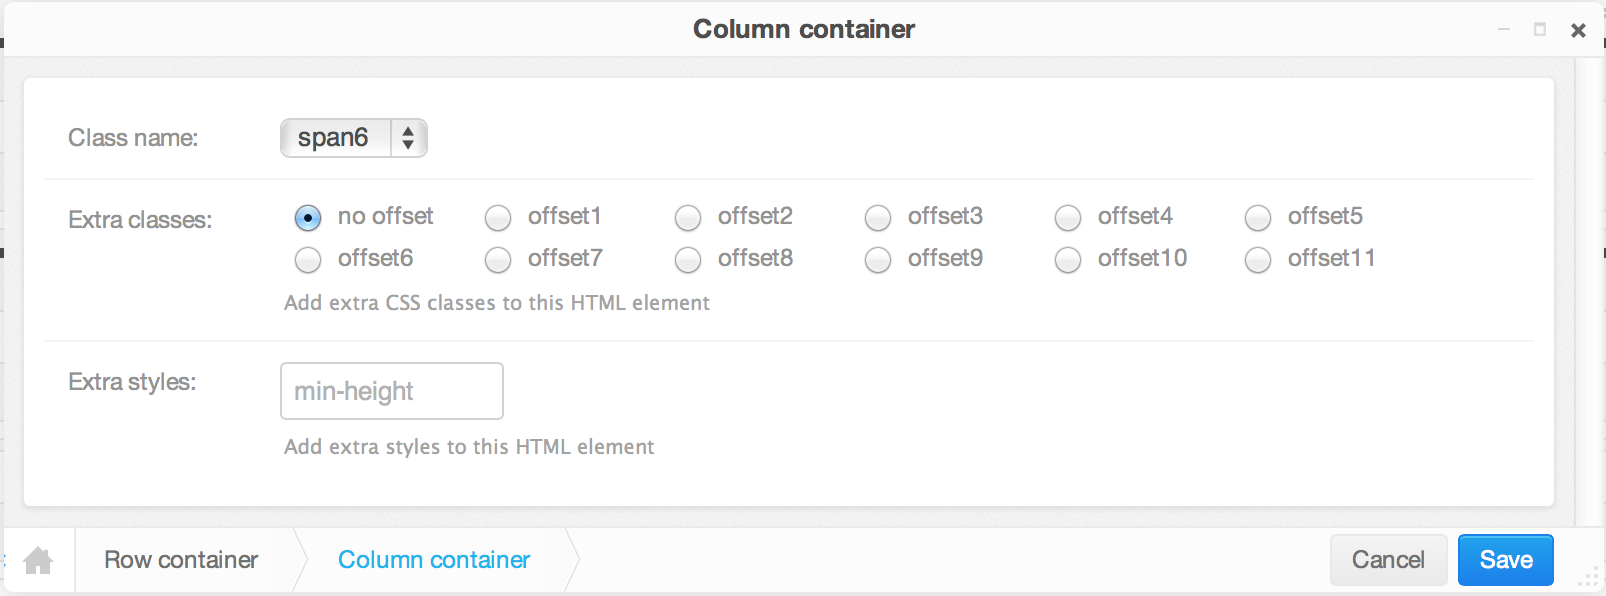 Column container
Class name: span6
Extra classes: no offset offset1 offset2 offset3 offset4 offset5
offset6 offset7 offset8 offset9 offset10 offset11
Add extra CSS classes to this HTML element
Extra styles: min-height
Add extra styles to this HTML element
Row container Column container Cancel Save